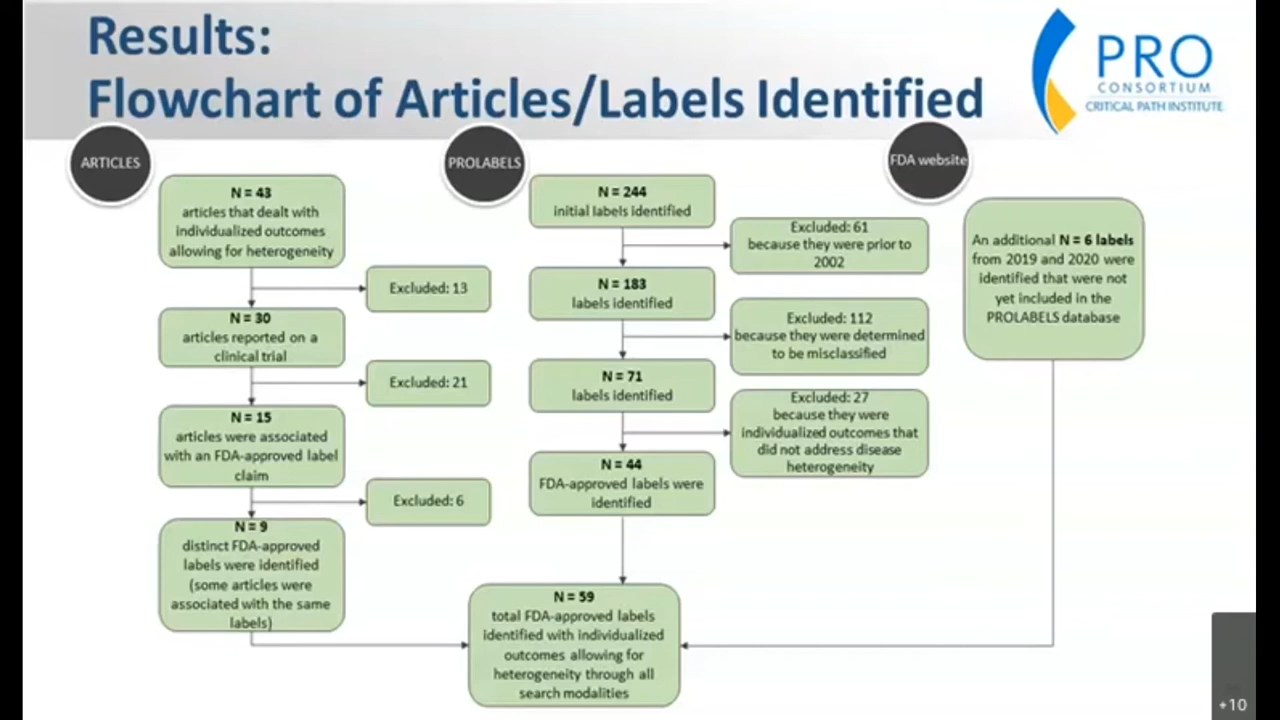 Results:
Flowchart of Articles/Labels Identified
PRO
CONSORTIUM
CRITICAL PATH INSTITUTE
ARTICLES
N = 43
articles that dealt with
individualized outcomes
allowing for heterogeneity
Excluded: 13
N = 30
articles reported on a
clinical trial
Excluded: 21
N = 15
articles were associated
with an FDA-approved label
claim
Excluded: 6
N = 9
distinct FDA-approved
labels were identified
(some articles were
associated with the same
labels)
PROLABELS
N = 244
initial labels identified
Excluded: 61
because they were prior to
2002
N = 183
labels identified
Excluded: 112
because they were determined
to be misclassified
N = 71
labels identified
Excluded: 27
because they were
individualized outcomes that
did not address disease
heterogeneity
N = 44
FDA-approved labels were
identified
FDA website
An additional N = 6 labels
from 2019 and 2020 were
identified that were not
yet included in the
PROLABELS database
N = 59
total FDA-approved labels
identified with individualized
outcomes allowing for
heterogeneity through all
search modalities
+10